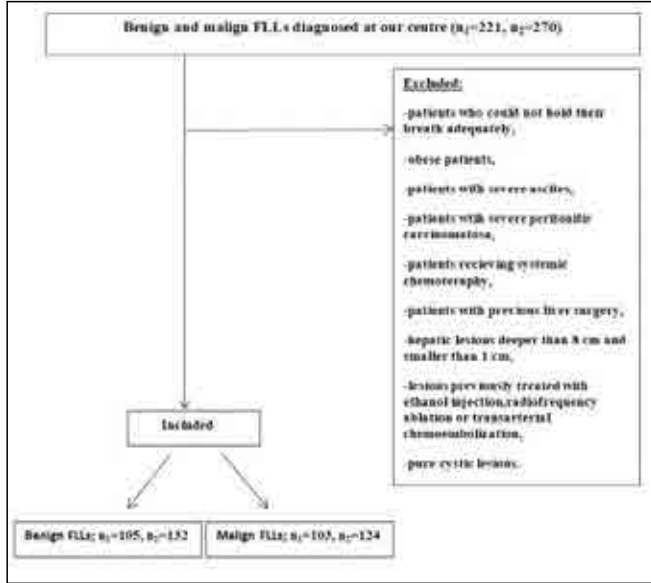 Benign and malign FLLs diagnosed at our centre (n1=221, n2=270)
Excluded:
-patients who could not hold their
breath adequately,
-obese patients,
-patients with severe ascites,
-patients with severe peritonitis
carcinomatosa,
-patients recieving systemic
chemoteraphy,
-patients with previous liver surgery,
-hepatic lesions deeper than 8 cm and
smaller than 1 cm,
-lesions previously treated with
ethanol injection,radiofrequency
ablation or transarterial
chemoembolization,
-pure cystic lesions.
Included
Benign FLLs; n1=105, n2=132
Malign FLLs; n1=103, n2=124